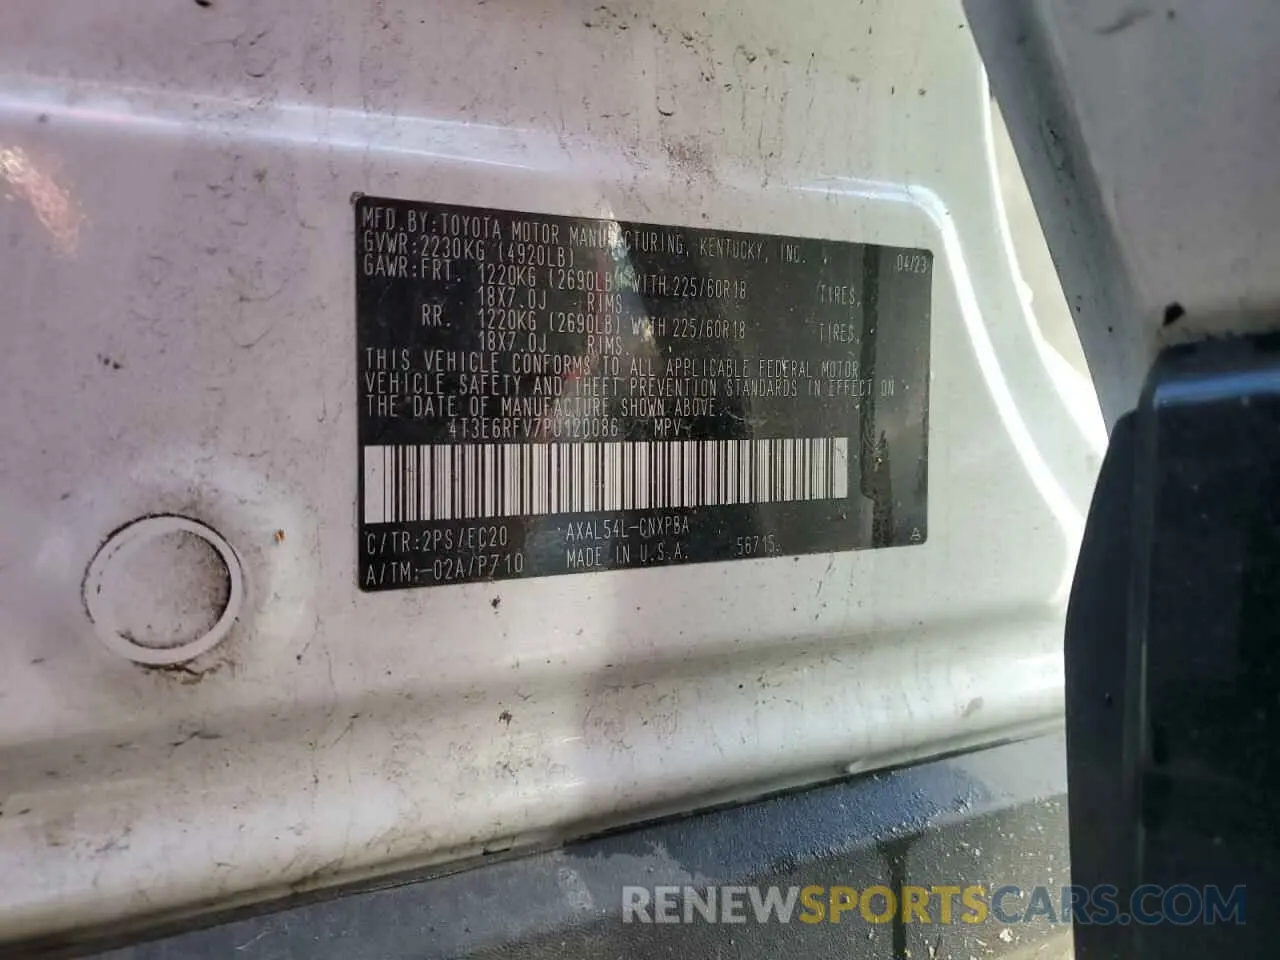 MFD.BY:TOYOTA MOTOR MANUFACTURING, KENTUCKY, INC.
GVWR:2230KG (4920LB) 04/23
GAWR:FRT. 1220KG (2690LB) WITH 225/60R18 TIRES,
18X7.0J RIMS.
RR. 1220KG (2690LB) WITH 225/60R18 TIRES,
18X7.0J RIMS.
THIS VEHICLE CONFORMS TO ALL APPLICABLE FEDERAL MOTOR
VEHICLE SAFETY AND THEFT PREVENTION STANDARDS IN EFFECT ON
THE DATE OF MANUFACTURE SHOWN ABOVE.
4T3E6RFV7PU120086 MPV
C/TR:2PS/EC20 AXAL54L-CNXPBA
A/TM:-02A/P710 MADE IN U.S.A. 56715
RENEWSPORTSCARS.COM